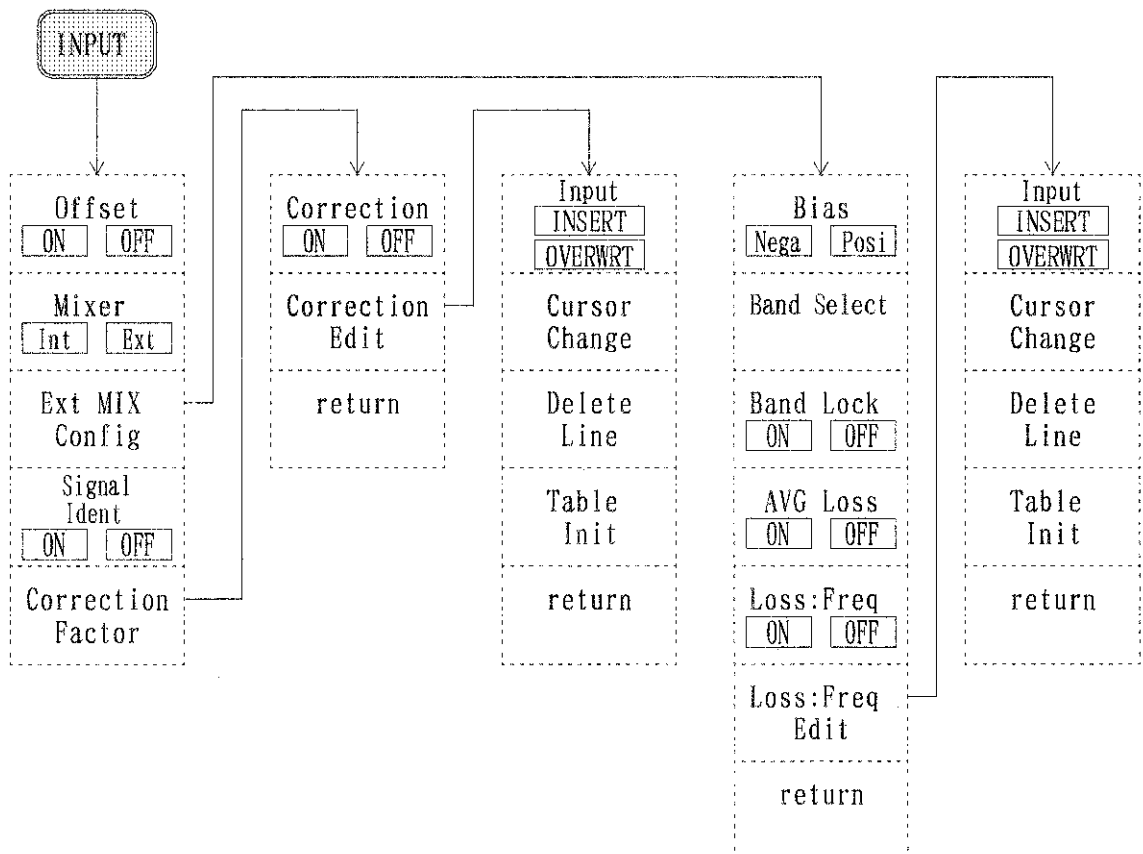 INPUT
Offset
ON OFF
Mixer
Int Ext
Ext MIX
Config
Signal
Ident
ON OFF
Correction
Factor
Correction
ON OFF
Correction
Edit
return
Input
INSERT
OVERWRT
Cursor
Change
Delete
Line
Table
Init
return
Bias
Nega Posi
Band Select
Band Lock
ON OFF
AVG Loss
ON OFF
Loss:Freq
ON OFF
Loss:Freq
Edit
return
Input
INSERT
OVERWRT
Cursor
Change
Delete
Line
Table
Init
return